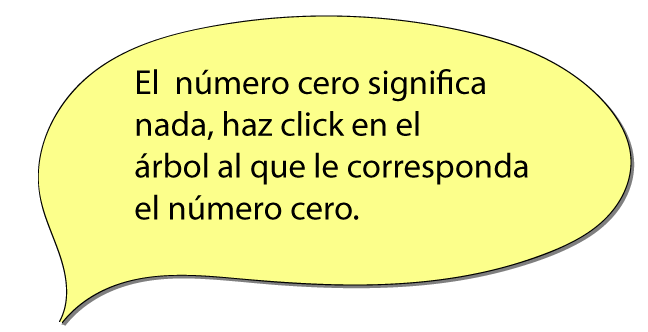 El  número cero significa
nada, haz click en el
árbol al que le corresponda
el número cero.